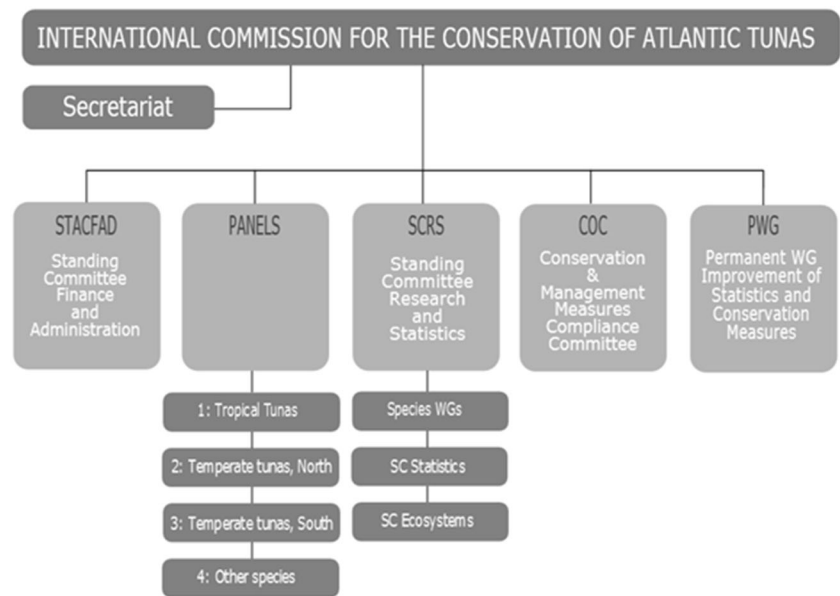 INTERNATIONAL COMMISSION FOR THE CONSERVATION OF ATLANTIC TUNAS
Secretariat
STACFAD
Standing
Committee
Finance
and
Administration
PANELS
1: Tropical Tunas
2: Temperate tunas, North
3: Temperate tunas, South
4: Other species
SCRS
Standing
Committee
Research
and
Statistics
Species WGs
SC Statistics
SC Ecosystems
COC
Conservation
&
Management
Measures
Compliance
Committee
PWG
Permanent WG
Improvement of
Statistics and
Conservation
Measures